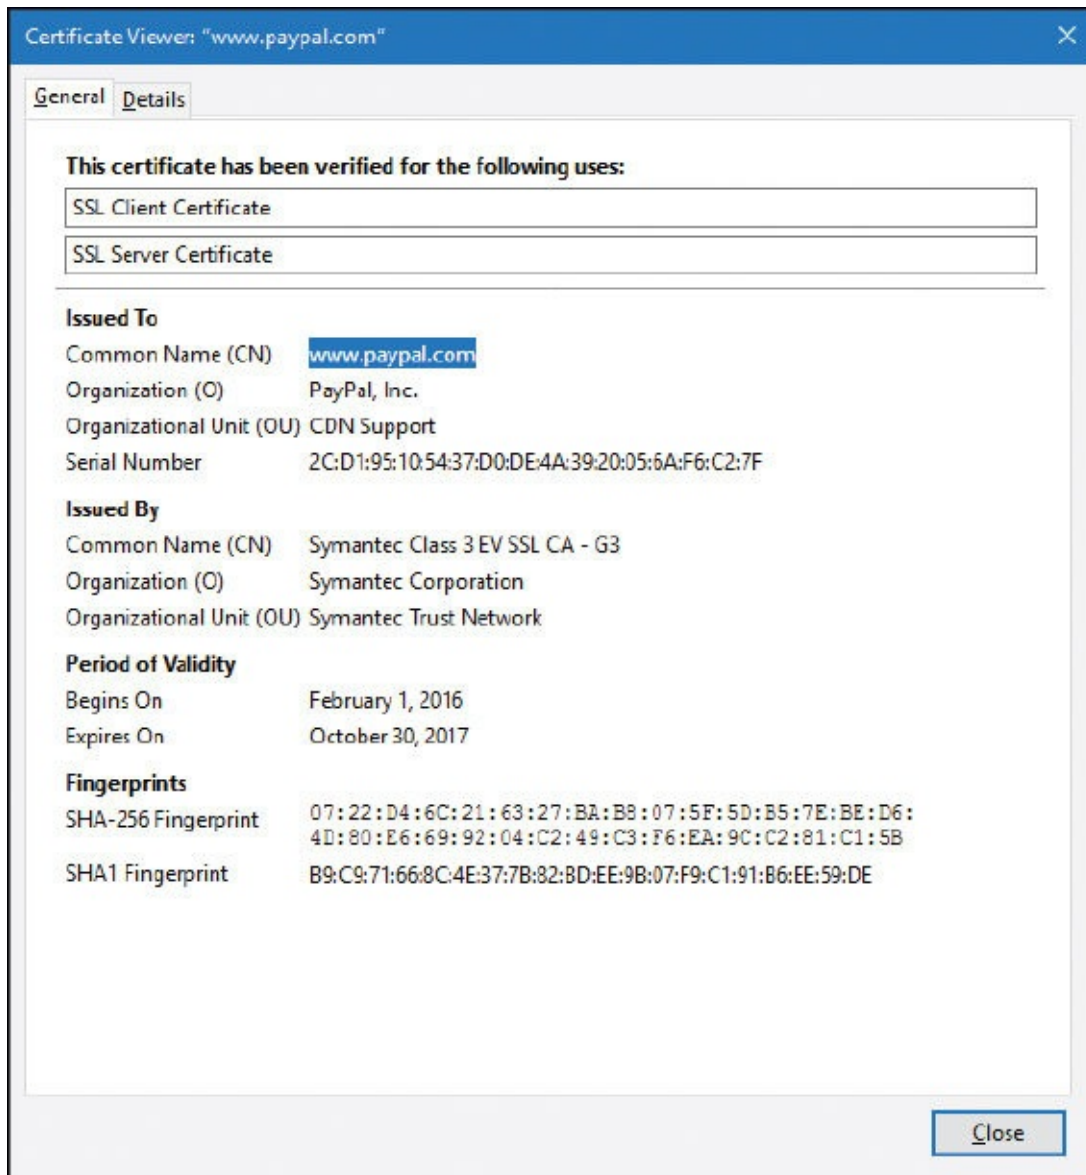 Certificate Viewer: "www.paypal.com"
General Details
This certificate has been verified for the following uses:
SSL Client Certificate
SSL Server Certificate
Issued To
Common Name (CN) www.paypal.com
Organization (O) PayPal, Inc.
Organizational Unit (OU) CDN Support
Serial Number 2C:D1:95:10:54:37:D0:DE:4A:39:20:05:6A:F6:C2:7F
Issued By
Common Name (CN) Symantec Class 3 EV SSL CA - G3
Organization (O) Symantec Corporation
Organizational Unit (OU) Symantec Trust Network
Period of Validity
Begins On February 1, 2016
Expires On October 30, 2017
Fingerprints
SHA-256 Fingerprint 07:22:D4:6C:21:63:27:BA:B8:07:5F:5D:B5:7E:BE:D6:
4D:80:E6:69:92:04:C2:49:C3:F6:EA:9C:C2:81:C1:5B
SHA1 Fingerprint B9:C9:71:66:8C:4E:37:7B:82:BD:EE:9B:07:F9:C1:91:B6:EE:59:DE
Close